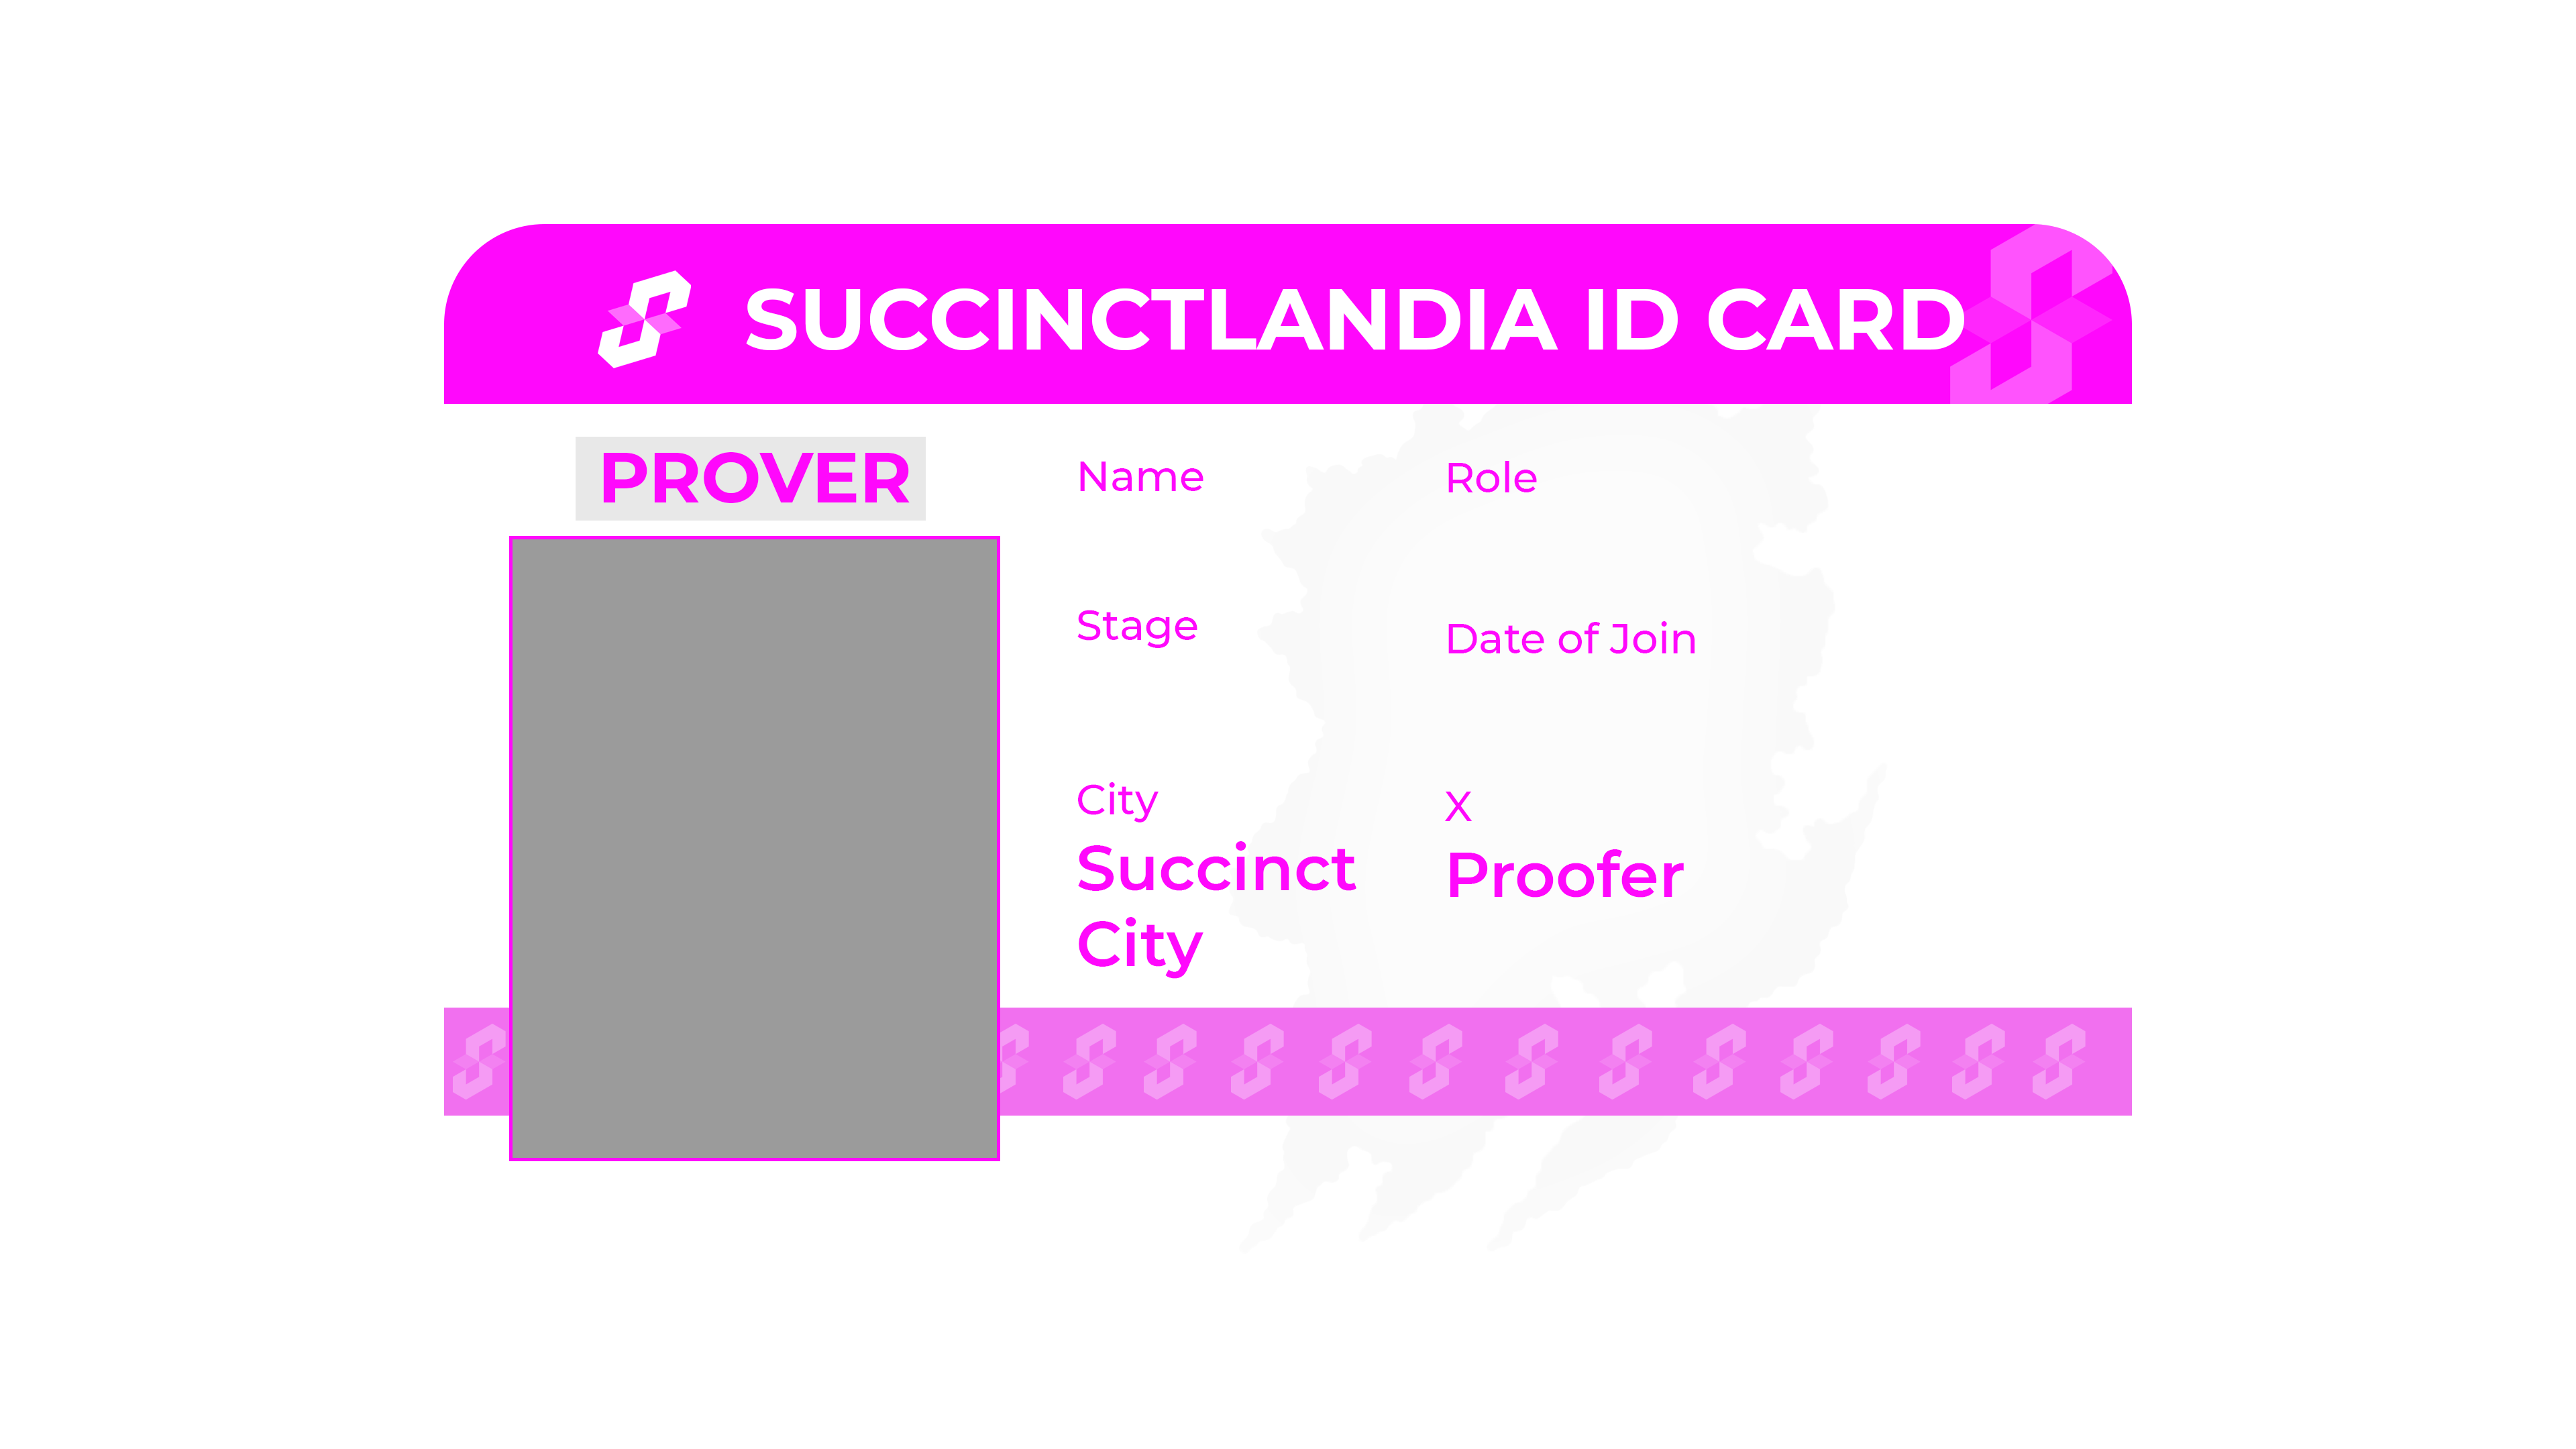 SUCCINCTLANDIA ID CARD
PROVER
Name
Role
Stage
Date of Join
City
X
Succinct
City
Proofer